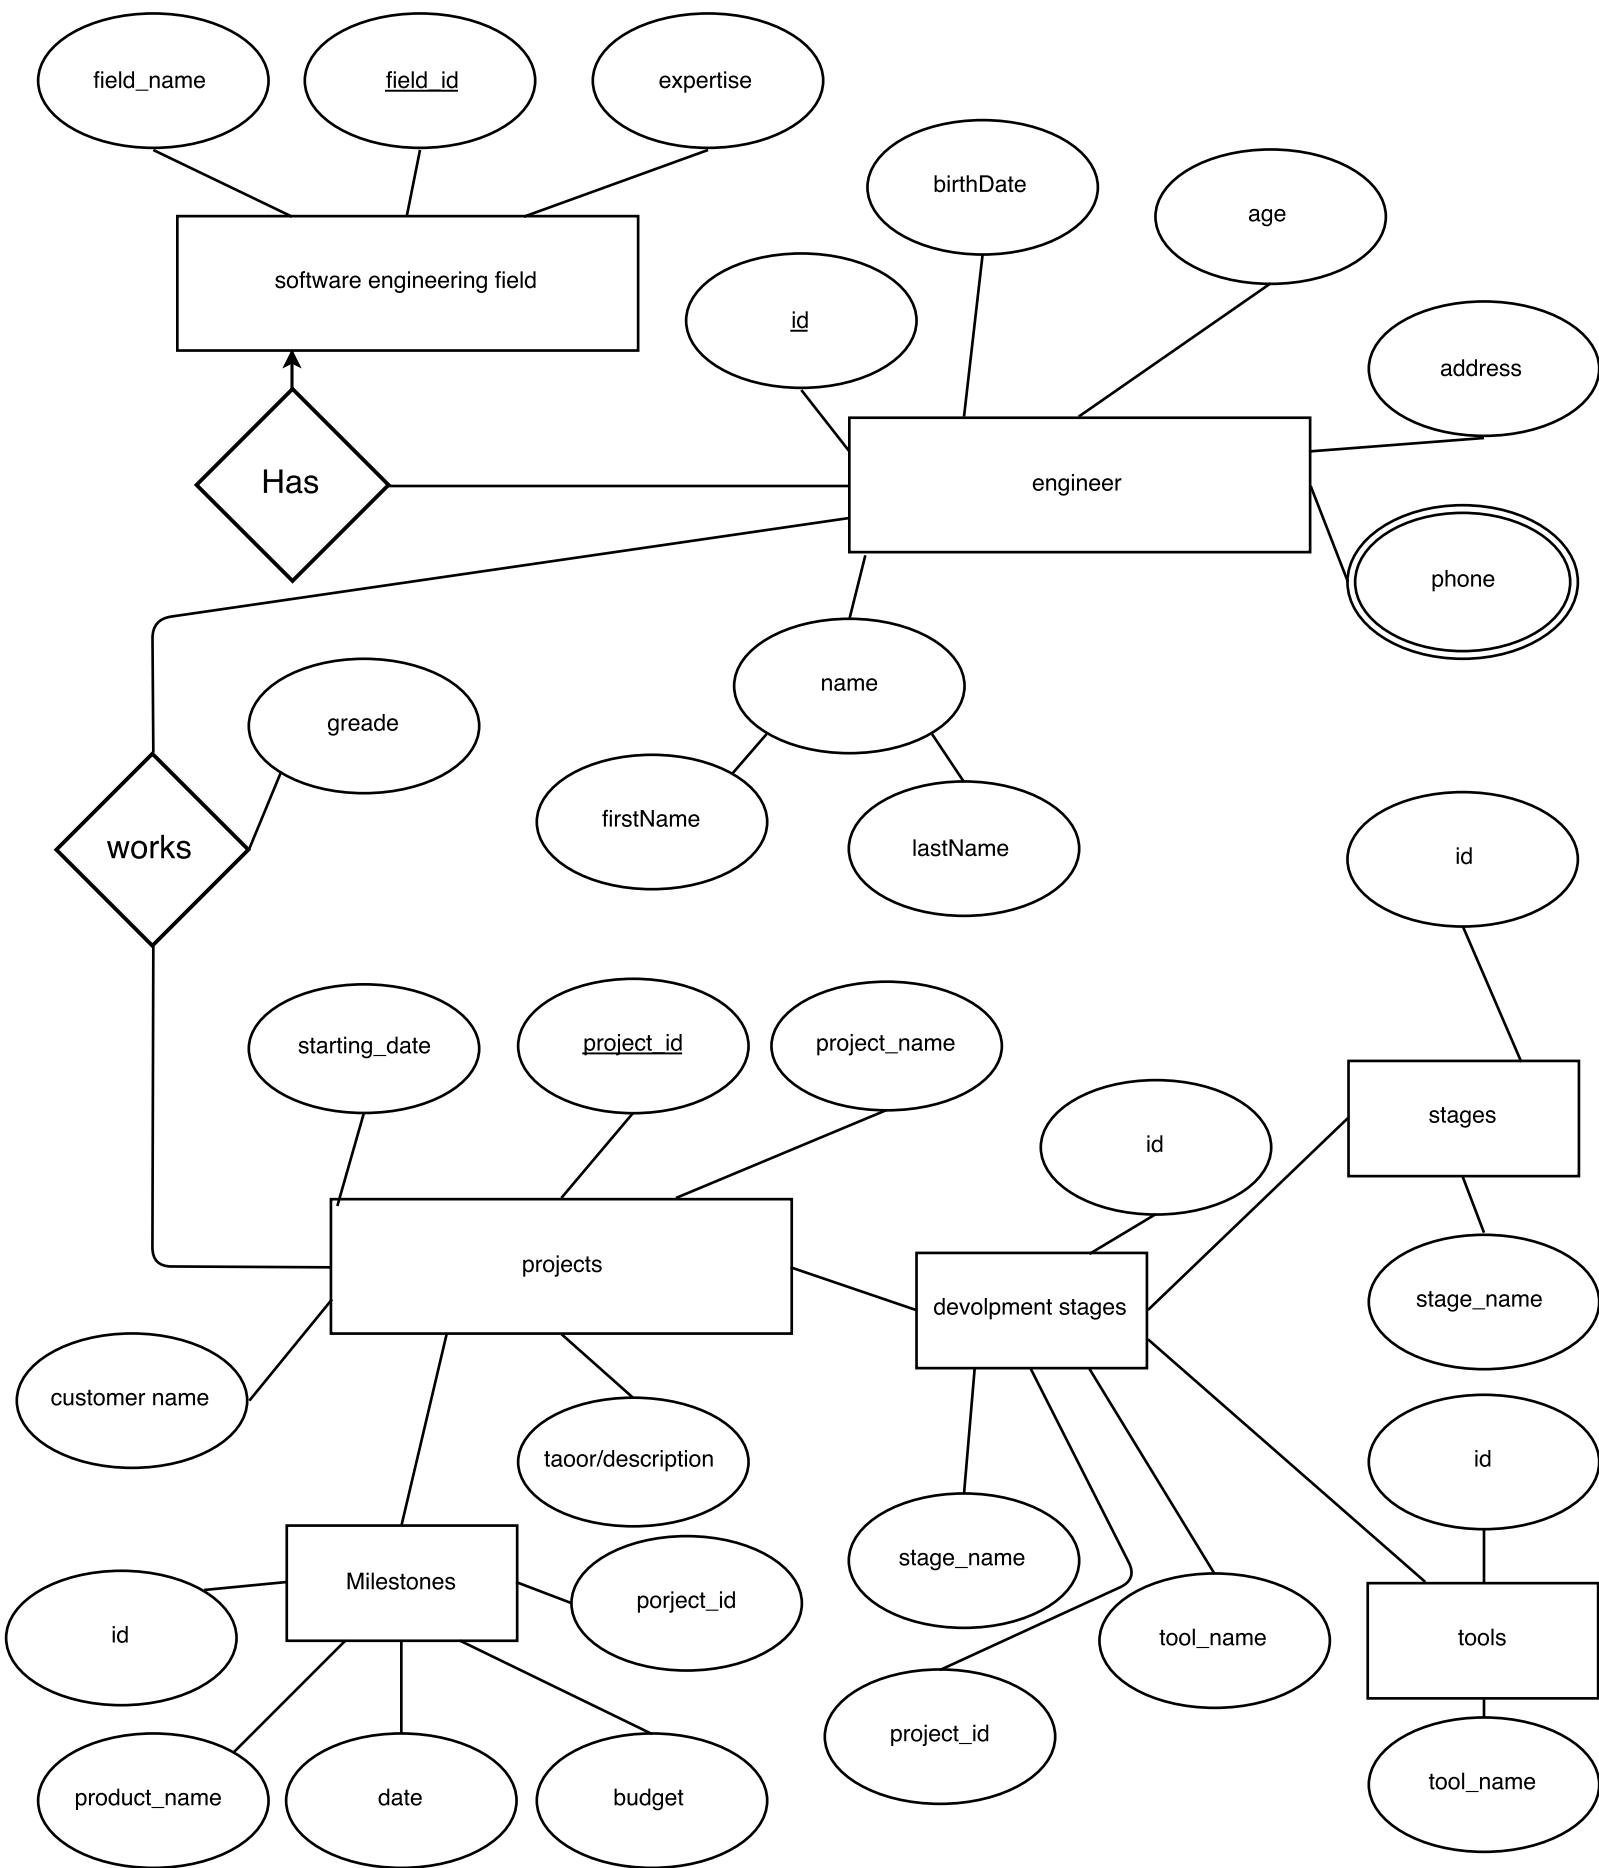 field_name
field_id
expertise
birthDate
age
software engineering field
id
address
Has
engineer
phone
name
greade
firstName
lastName
works
id
starting_date
project_id
project_name
stages
id
projects
devolpment stages
stage_name
customer name
taoor/description
id
stage_name
Milestones
porject_id
id
tool_name
tools
project_id
product_name
date
budget
tool_name